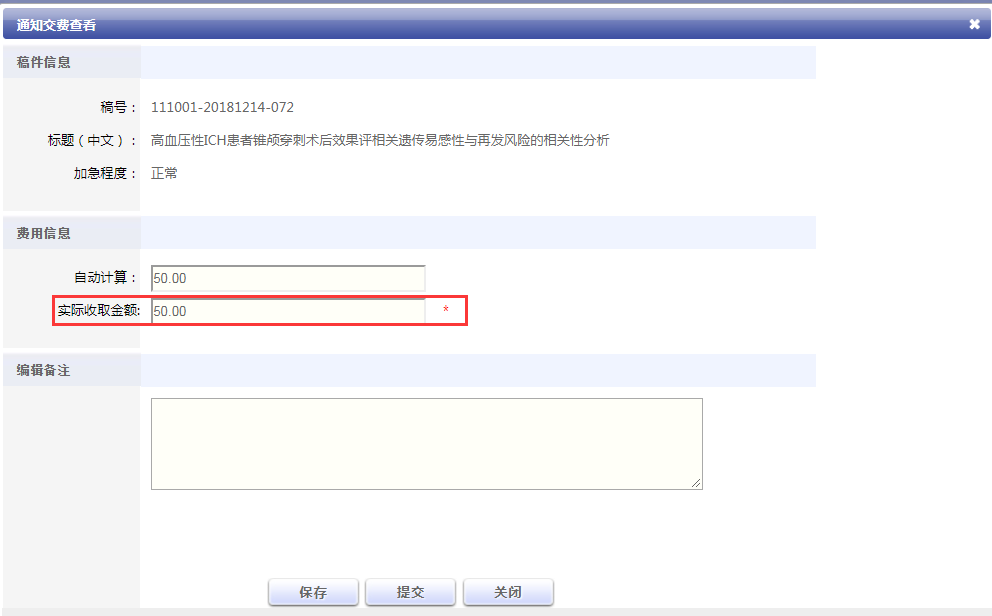 通知交费查看
稿件信息
稿号： 111001-20181214-072
标题（中文）： 高血压性ICH患者锥颅穿刺术后效果评相关遗传易感性与再发风险的相关性分析
加急程度： 正常
费用信息
自动计算： 50.00
实际收取金额: 50.00 *
编辑备注
保存 提交 关闭